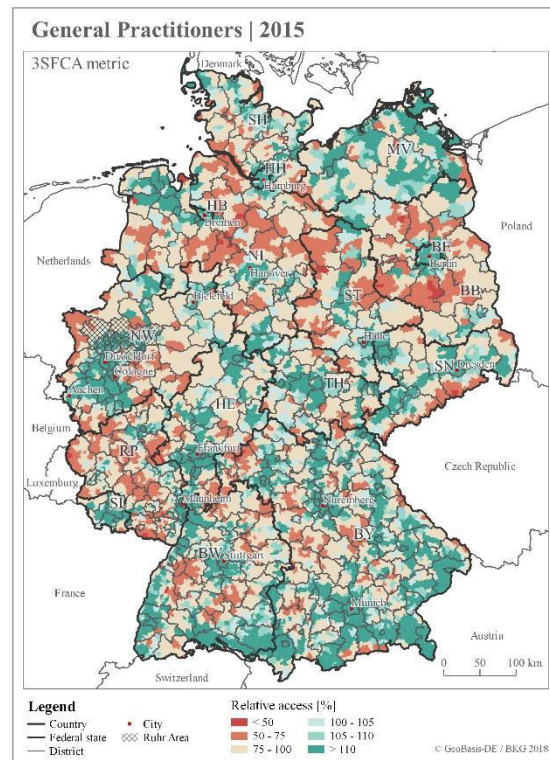 General Practitioners | 2015
3SFCA metric
Denmark
SH
MV
HH
Hamburg
HB
Bremen
Poland
NI
BE
Berlin
Netherlands
Hanover
Bielefeld
ST
BB
NW
Halle
Düsseldorf
SN Dresden
Cologne
TH
Aachen
HE
Belgium
RP
Frankfurt
Czech Republic
Luxemburg
Mannheim
Nuremberg
SL
BY
BW Stuttgart
France
Munich
Austria
Switzerland
0 50 100 km
Legend
Country
Federal state
District
City
Ruhr Area
Relative access [%]
< 50
50 - 75
75 - 100
100 - 105
105 - 110
> 110
© GeoBasis-DE / BKG 2018